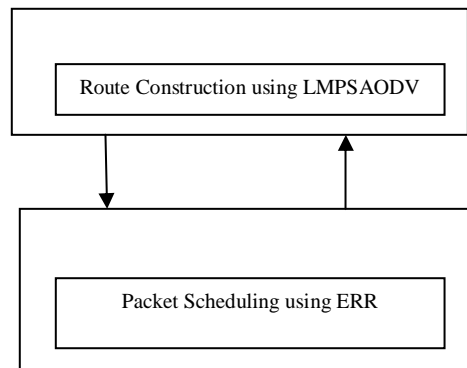 Route Construction using LMPSAODV
Packet Scheduling using ERR